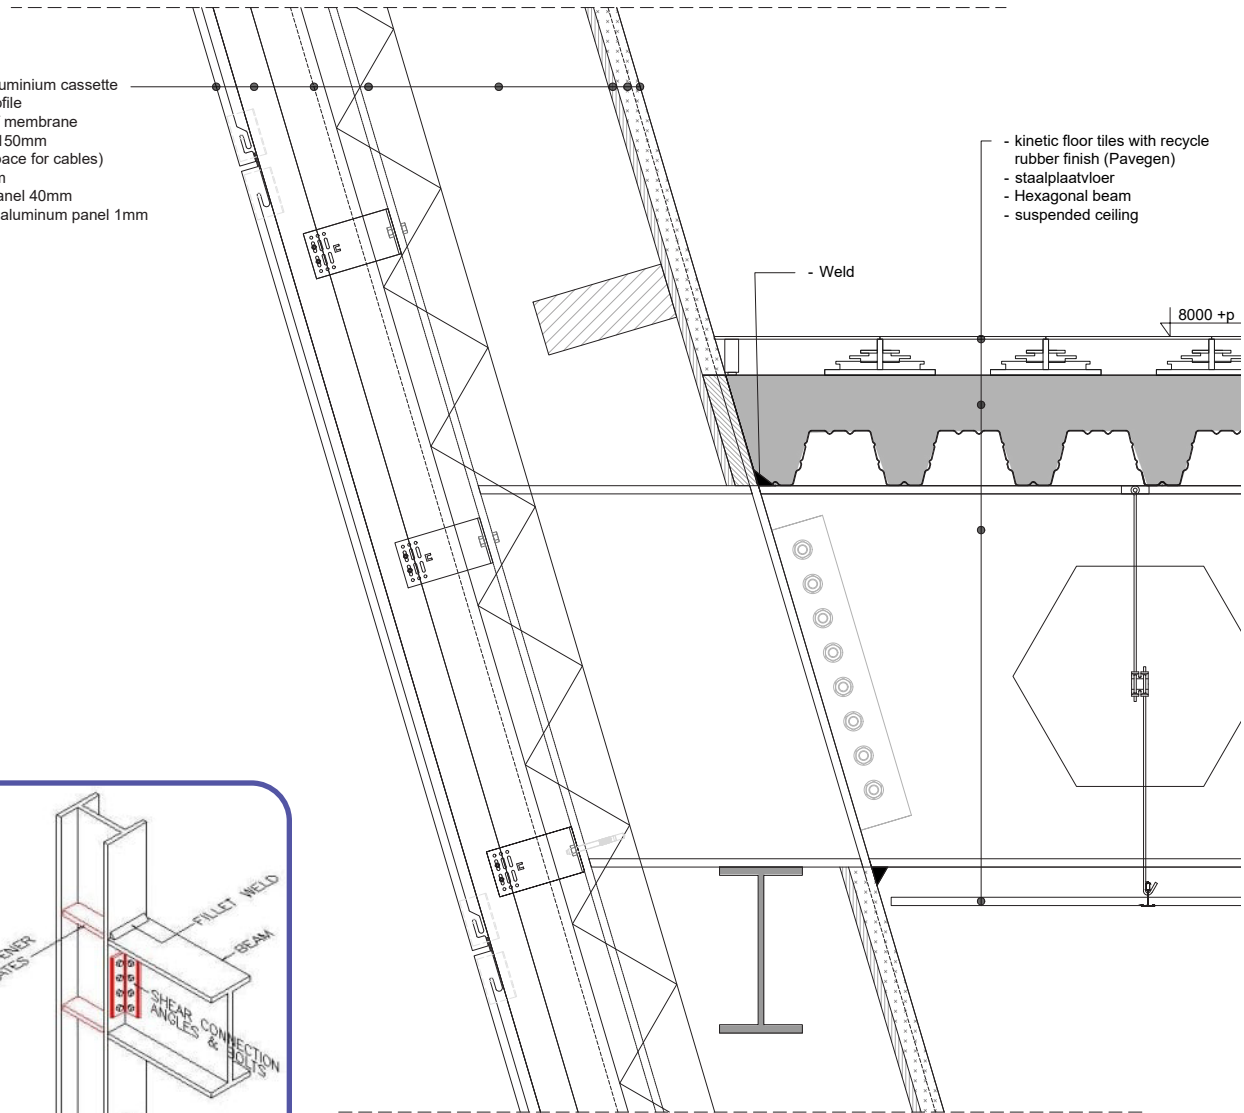 uminium cassette
ofile
membrane
150mm
pace for cables)
m
anel 40mm
aluminum panel 1mm
- kinetic floor tiles with recycle
rubber finish (Pavegen)
- staalplaatvloer
- Hexagonal beam
- suspended ceiling
- Weld
8000 +p
FILLET WELD
BEAM
ENER
ATES
SHEAR CONNECTION
ANGLES & BOLTS